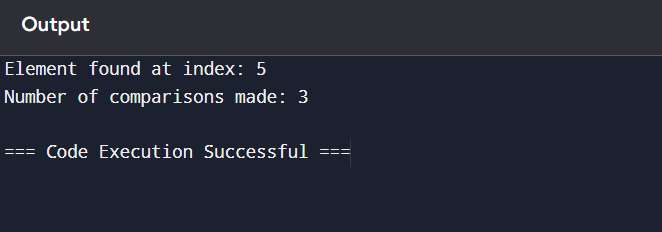 Output
Element found at index: 5
Number of comparisons made: 3
=== Code Execution Successful ===